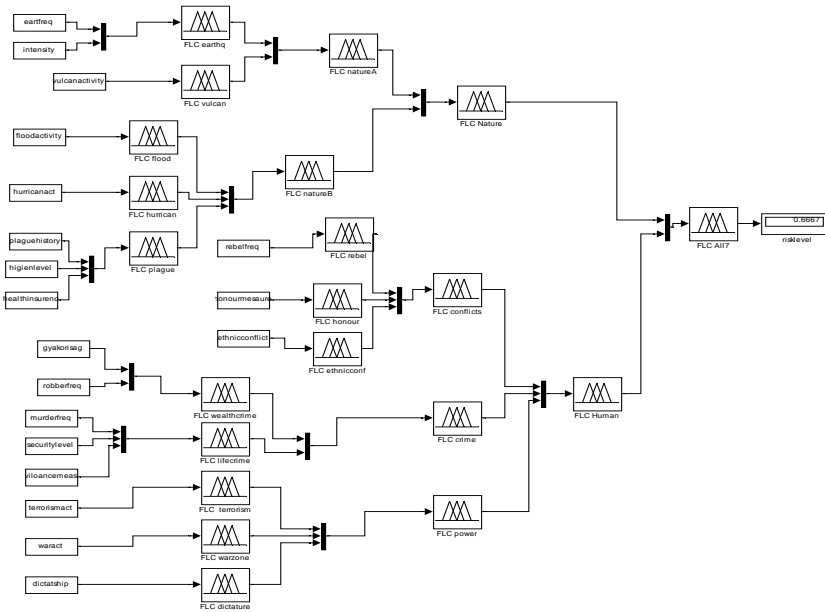 eartfreq
intensity
FLC earthq
vulcanactivity
FLC vulcan
FLC natureA
FLC Nature
floodactivity
FLC flood
hurricanact
FLC hurrican
FLC natureB
plaguehistory
higienlevel
healthinsurenc
FLC plague
rebelfreq
FLC rebel
honourmesaure
FLC honour
ethnicconflict
FLC ethnicconf
FLC conflicts
0.6667
FLC All7
risklevel
gyakorisag
robberfreq
FLC wealthcrime
murderfreq
securitylevel
viloancemeas
FLC lifecrime
FLC crime
FLC Human
terrorismact
FLC terrorism
waract
FLC warzone
FLC power
dictatship
FLC dictature